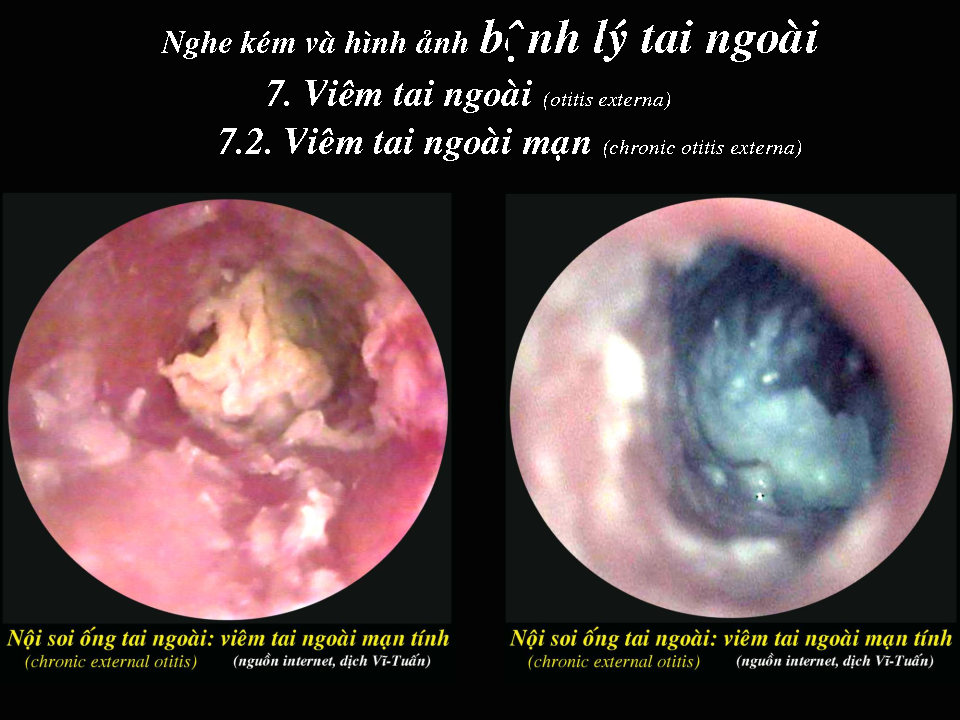 Nghe kém và hình ảnh bệnh lý tai ngoài
7. Viêm tai ngoài (otitis externa)
7.2. Viêm tai ngoài mạn (chronic otitis externa)
Nội soi ống tai ngoài: viêm tai ngoài mạn tính
(chronic external otitis) (nguồn internet, dịch Vĩ-Tuấn)
Nội soi ống tai ngoài: viêm tai ngoài mạn tính
(chronic external otitis) (nguồn internet, dịch Vĩ-Tuấn)